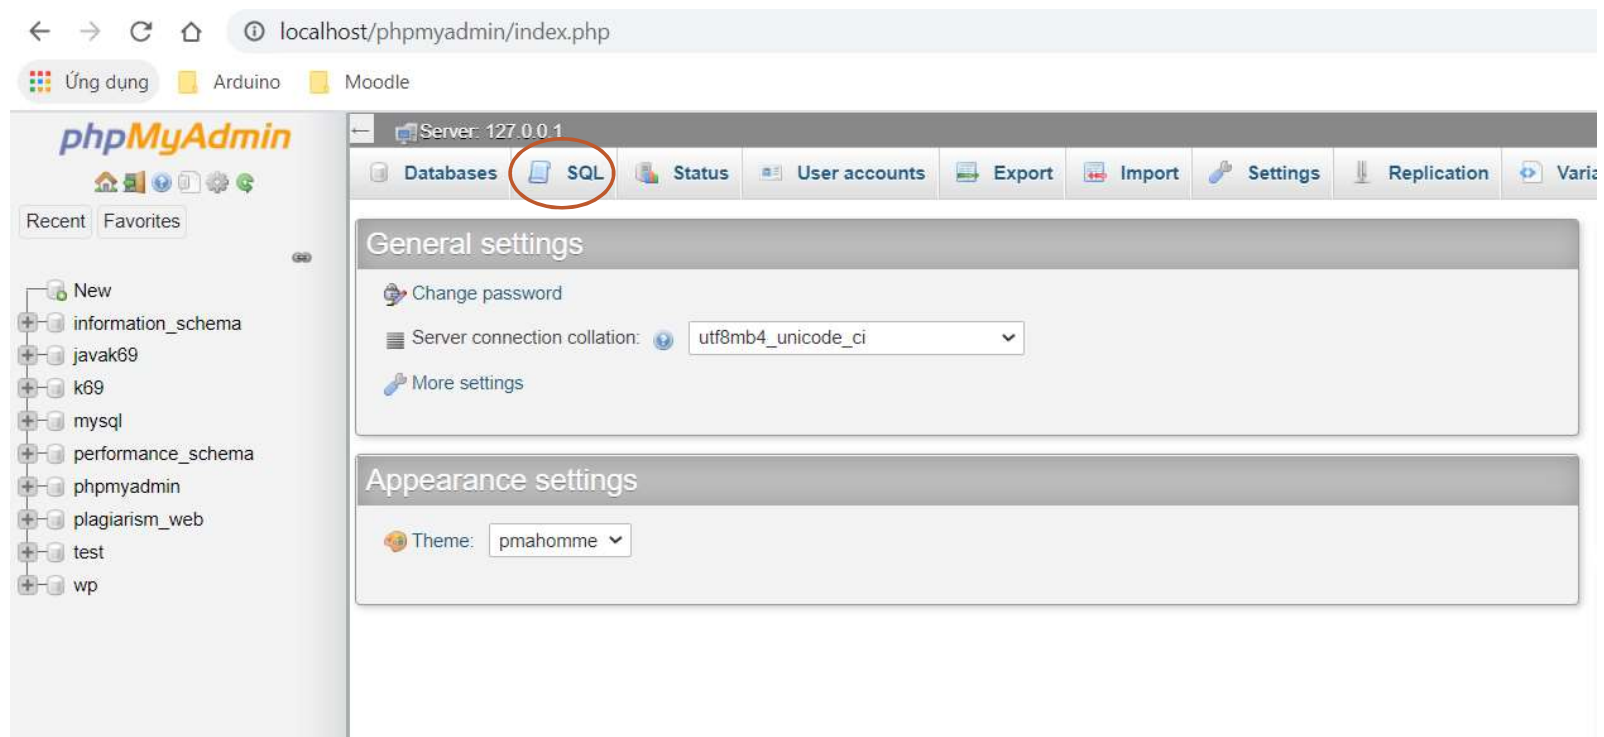 localhost/phpmyadmin/index.php
Ứng dụng Arduino Moodle
phpMyAdmin
Recent Favorites
New
information_schema
javak69
k69
mysql
performance_schema
phpmyadmin
plagiarism_web
test
wp
Server: 127.0.0.1
Databases SQL Status User accounts Export Import Settings Replication Varia
General settings
Change password
Server connection collation: utf8mb4_unicode_ci
More settings
Appearance settings
Theme: pmahomme